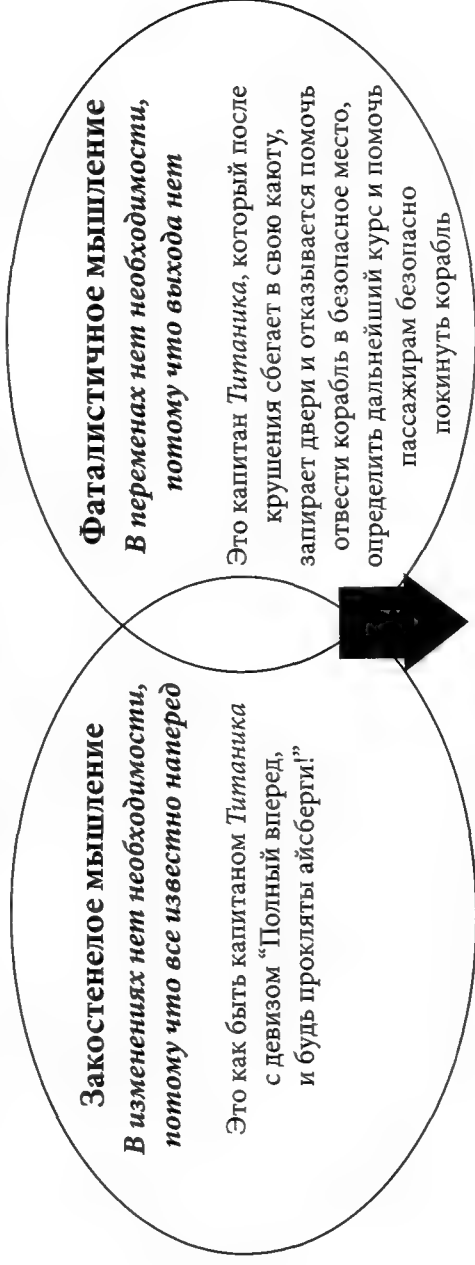 Закостенелое мышление
В изменениях нет необходимости,
потому что все известно наперед
Это как быть капитаном Титаника
с девизом “Полный вперед,
и будь прокляты айсберги!”
Фаталистичное мышление
В переменах нет необходимости,
потому что выхода нет
Это капитан Титаника, который после
крушения сбегает в свою каюту,
запирает двери и отказывается помочь
отвести корабль в безопасное место,
определить дальнейший курс и помочь
пассажирам безопасно
покинуть корабль